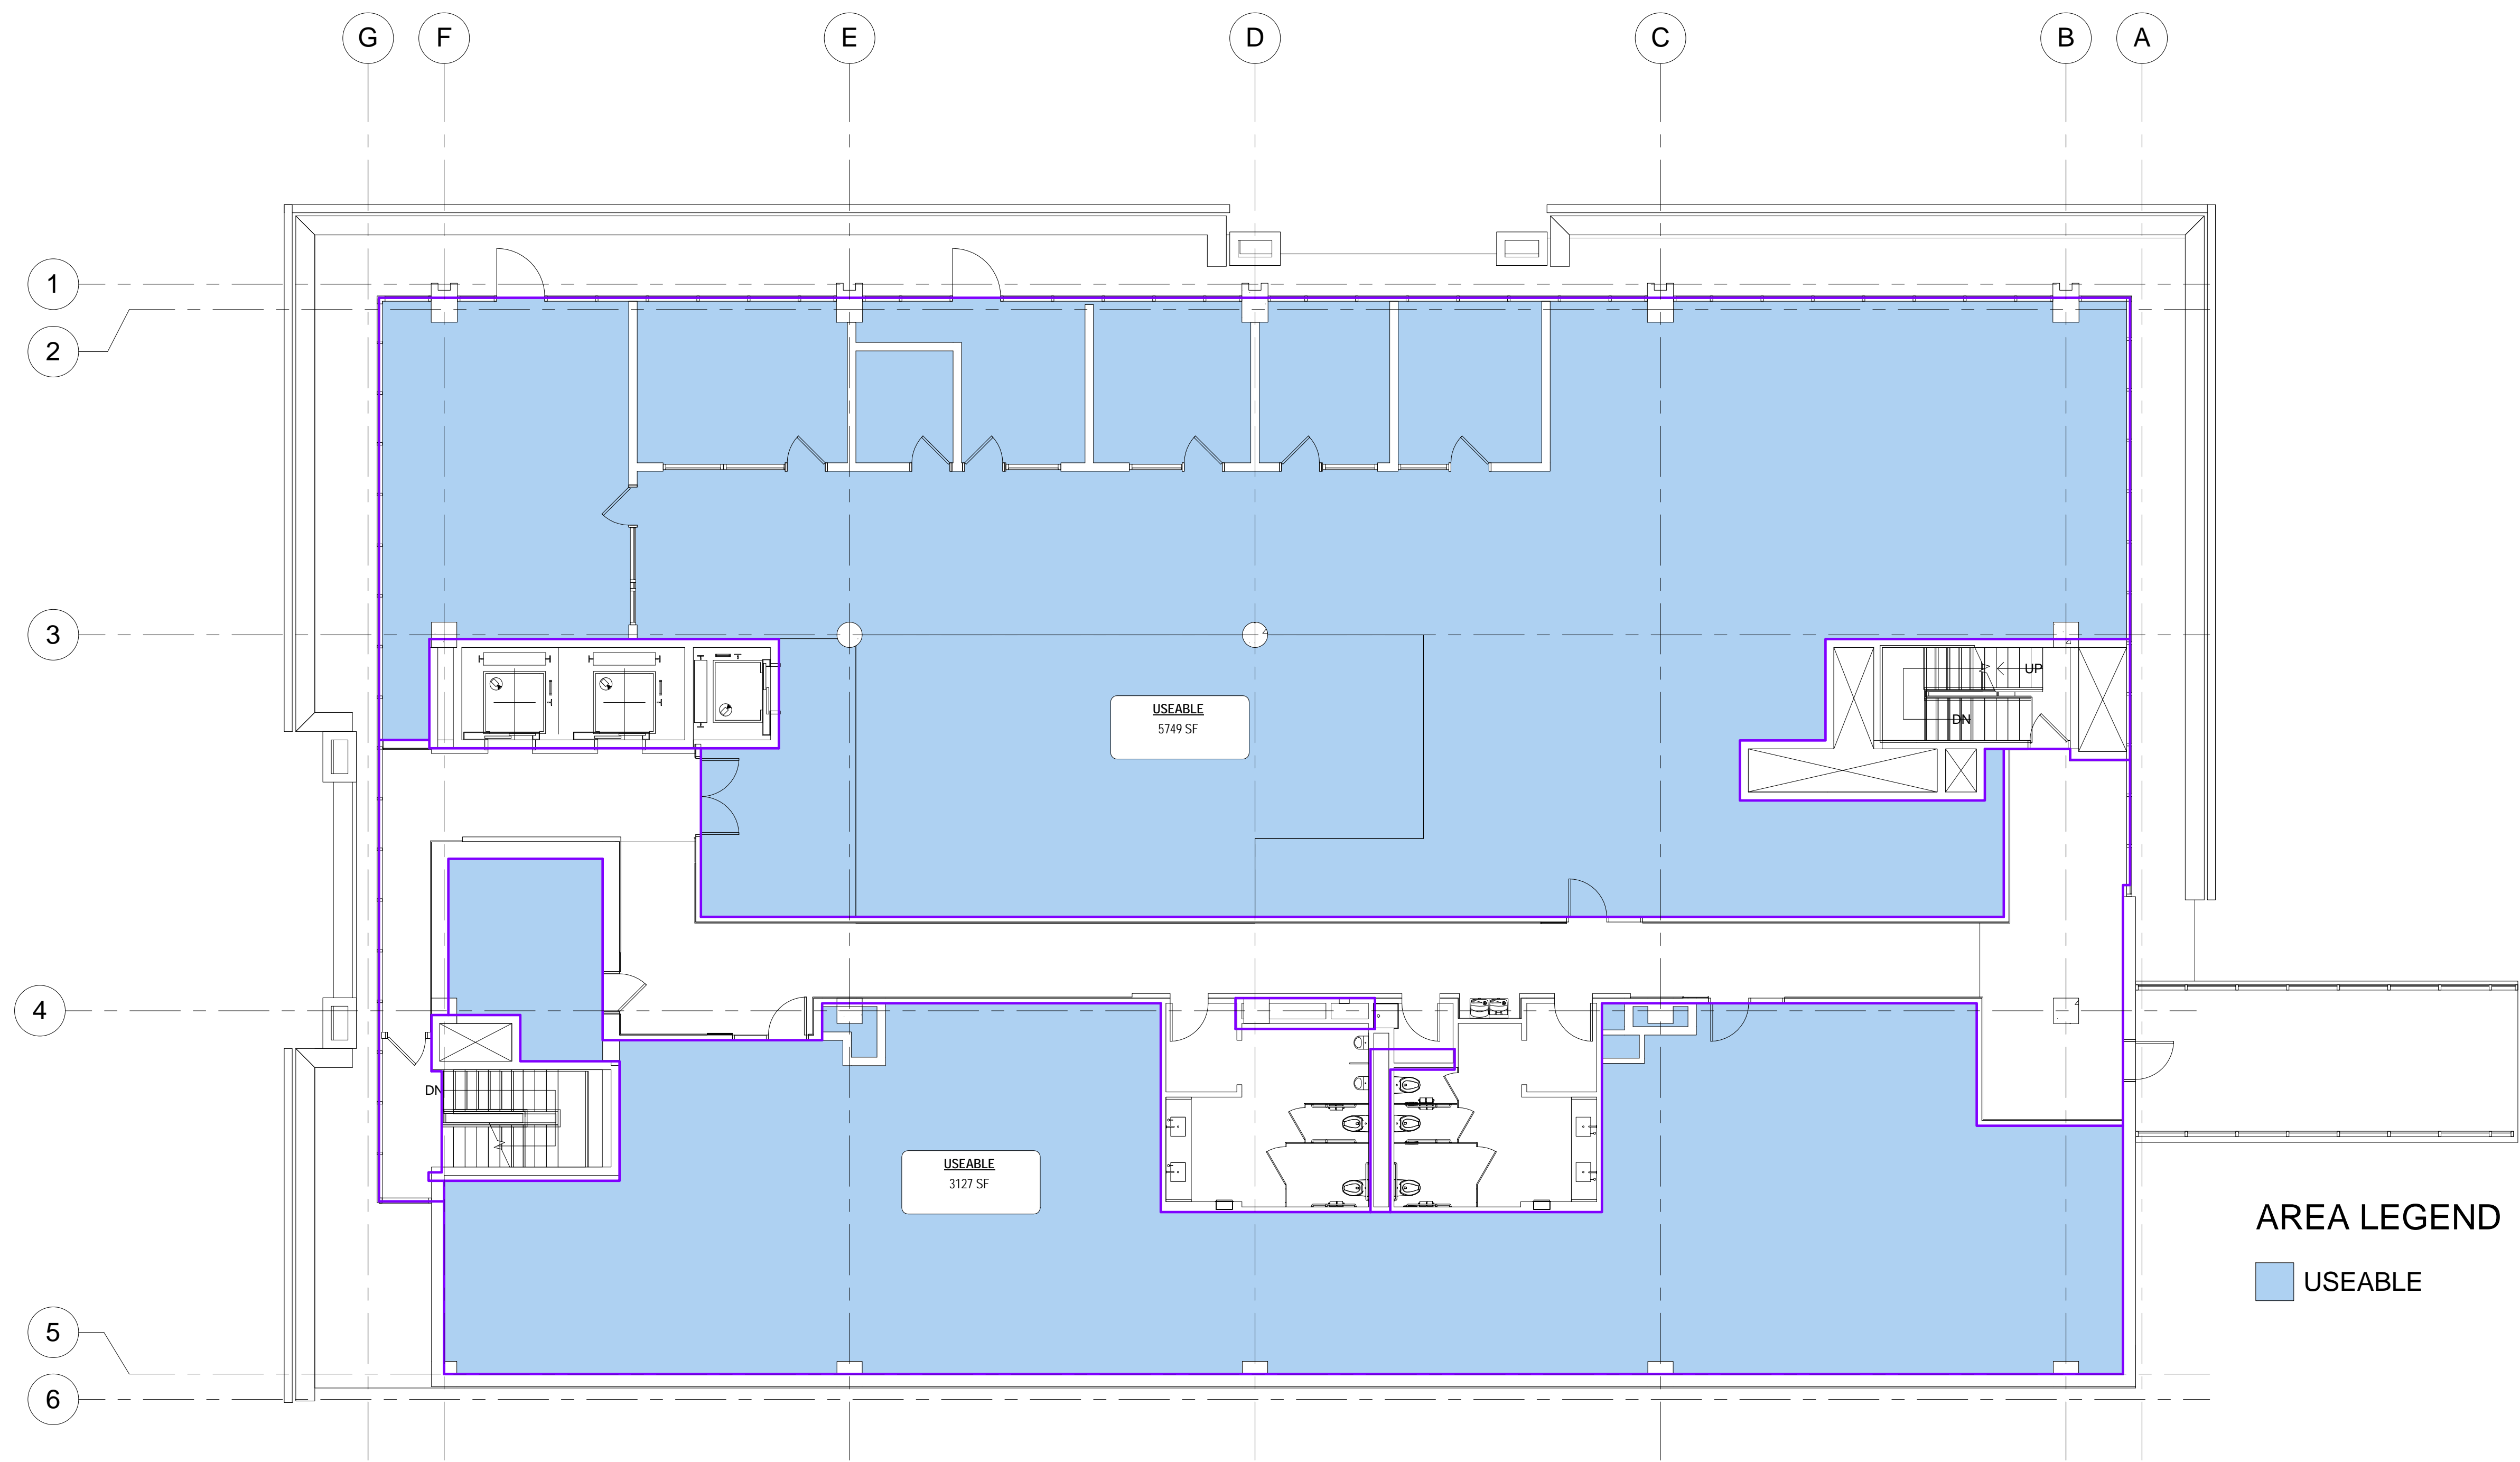 G F E D C B A
1
2
3
UP
DN
USEABLE
5749 SF
4
DN
USEABLE
3127 SF
AREA LEGEND
USEABLE
5
6